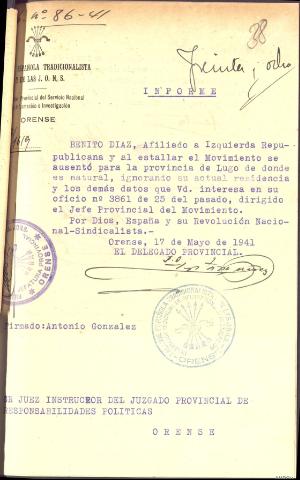 nº 86-41
38
Treinta y ocho
ESPAÑOLA TRADICIONALISTA
Y DE LAS J. O. N. S.
Provincial del Servicio Nacional
de Información e Investigación
ORENSE
INFORME
BENITO DIAZ, Afiliado a Izquierda Repu-
publicana y al estallar el Movimiento se
ausentó para la provincia de Lugo de donde
es natural, ignorando su actual residencia
y los demás datos que Vd. interesa en su
oficio nº 3861 de 25 del pasado, dirigido
el Jefe Provincial del Movimiento.
Por Dios, España y su Revolución Nacio-
nal-Sindicalista.-
Orense, 17 de Mayo de 1941
EL DELEGADO PROVINCIAL.
Firmado:Antonio Gonzalez
ORENSE
SR JUEZ INSTRUCTOR DEL JUZGADO PROVINCIAL DE
RESPONSABILIDADES POLITICAS
ORENSE